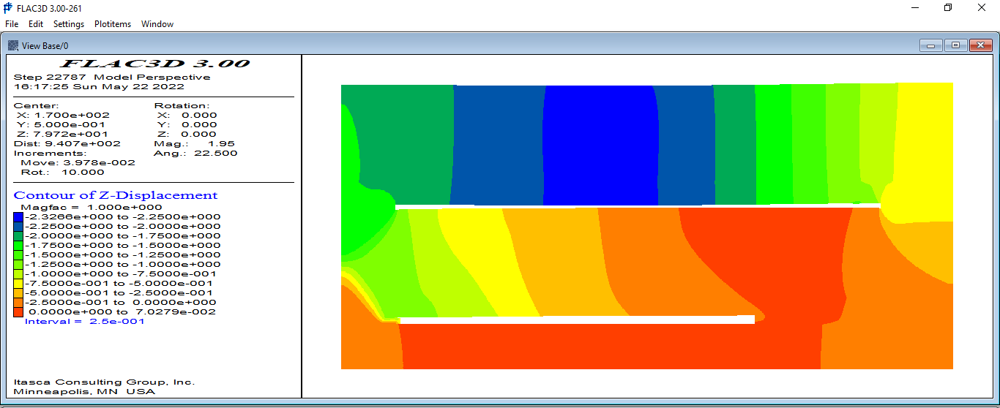 FLAC3D 3.00-261
File Edit Settings Plotitems Window
View Base/0
FLAC3D 3.00
Step 22787 Model Perspective
16:17:25 Sun May 22 2022
Center: Rotation:
X: 1.700e+002 X: 0.000
Y: 5.000e-001 Y: 0.000
Z: 7.972e+001 Z: 0.000
Dist: 9.407e+002 Mag.: 1.95
Increments: Ang.: 22.500
Move: 3.978e-002
Rot.: 10.000
Contour of Z-Displacement
Magfac = 1.000e+000
-2.3266e+000 to -2.2500e+000
-2.2500e+000 to -2.0000e+000
-2.0000e+000 to -1.7500e+000
-1.7500e+000 to -1.5000e+000
-1.5000e+000 to -1.2500e+000
-1.2500e+000 to -1.0000e+000
-1.0000e+000 to -7.5000e-001
-7.5000e-001 to -5.0000e-001
-5.0000e-001 to -2.5000e-001
-2.5000e-001 to 0.0000e+000
0.0000e+000 to 7.0279e-002
Interval = 2.5e-001
Itasca Consulting Group, Inc.
Minneapolis, MN USA